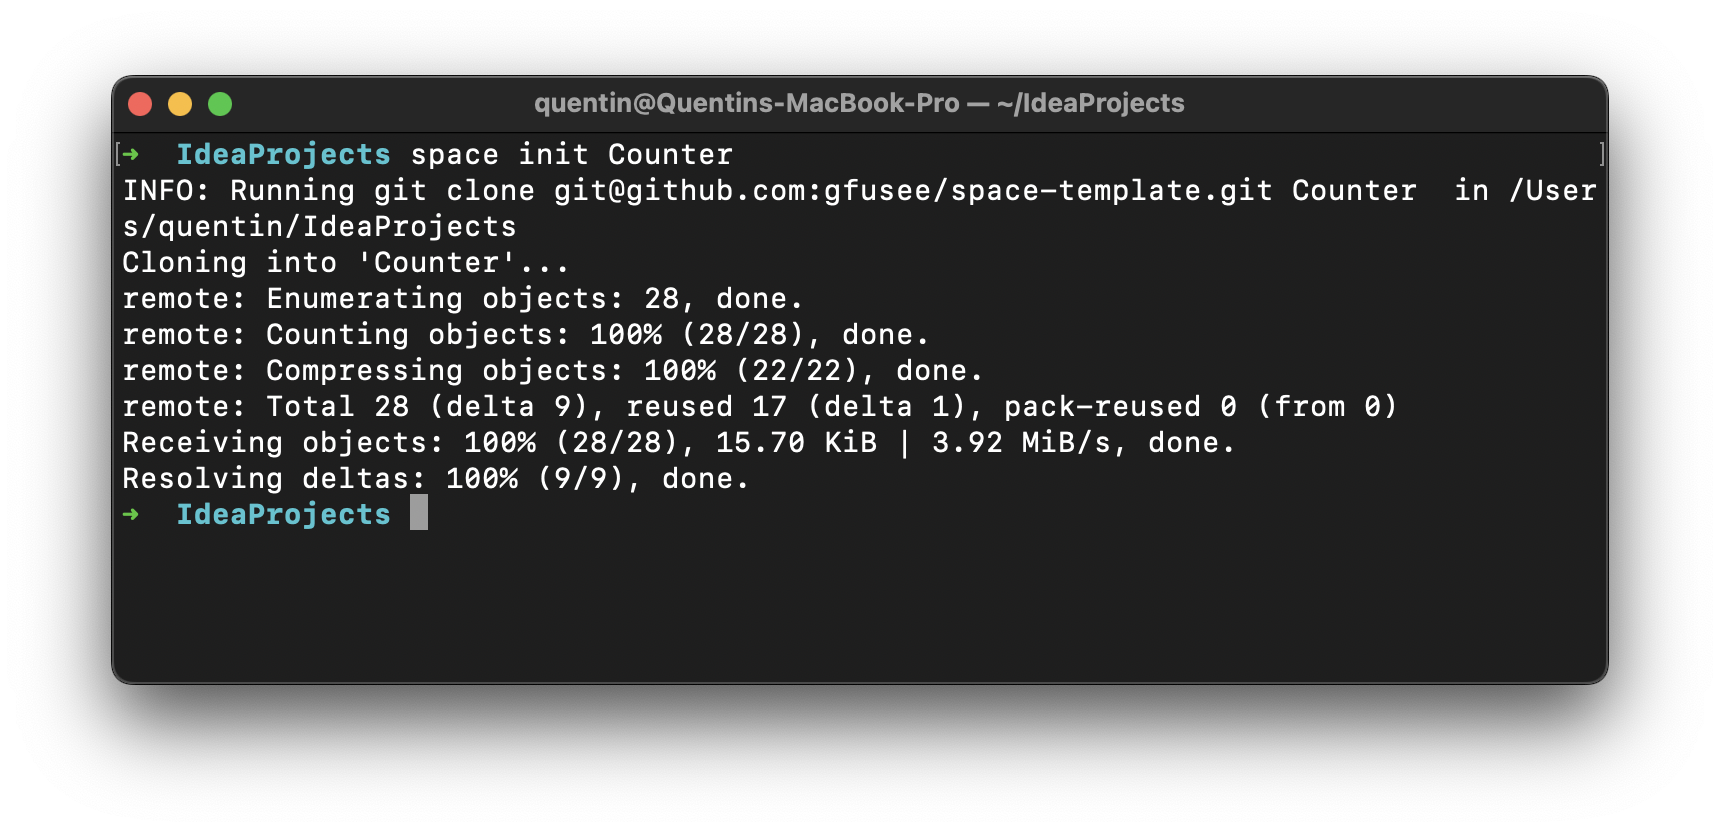 quentin@Quentins-MacBook-Pro — ~/IdeaProjects
[➜  IdeaProjects space init Counter ]
INFO: Running git clone git@github.com:gfusee/space-template.git Counter  in /User
s/quentin/IdeaProjects
Cloning into 'Counter'...
remote: Enumerating objects: 28, done.
remote: Counting objects: 100% (28/28), done.
remote: Compressing objects: 100% (22/22), done.
remote: Total 28 (delta 9), reused 17 (delta 1), pack-reused 0 (from 0)
Receiving objects: 100% (28/28), 15.70 KiB | 3.92 MiB/s, done.
Resolving deltas: 100% (9/9), done.
➜  IdeaProjects